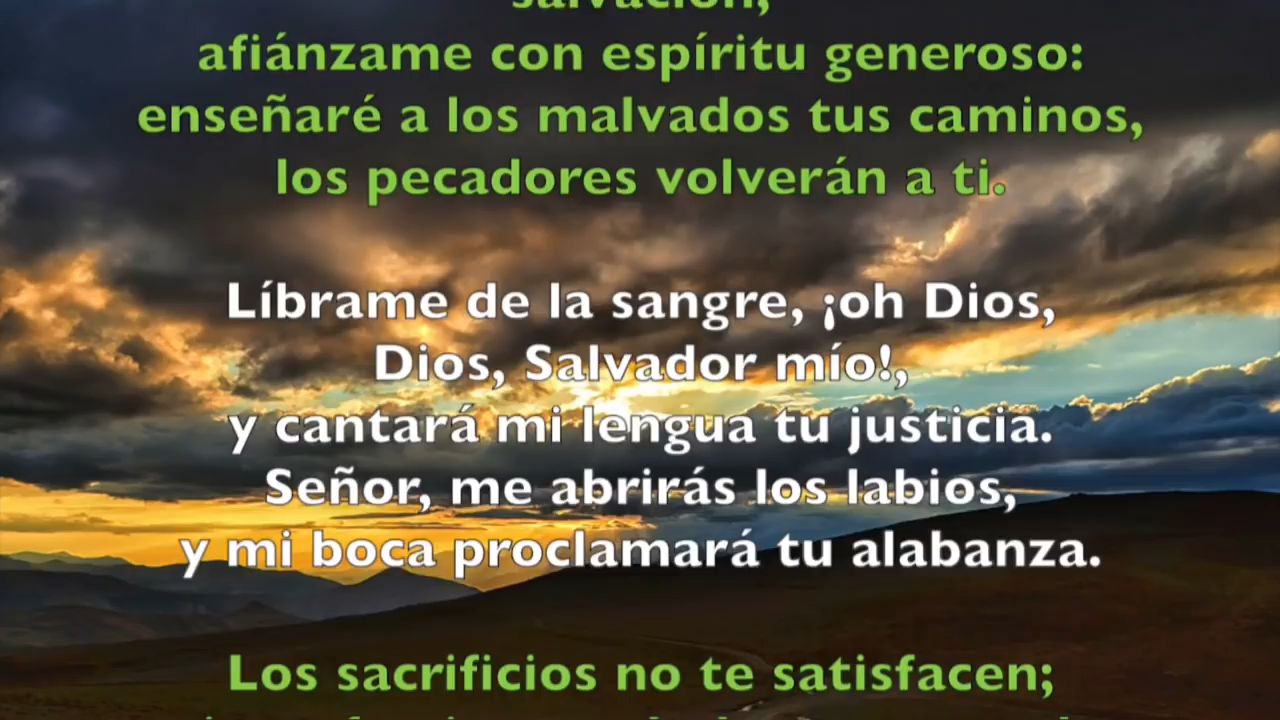 salvación,
afiánzame con espíritu generoso:
enseñaré a los malvados tus caminos,
los pecadores volverán a ti.
Líbrame de la sangre, ¡oh Dios,
Dios, Salvador mío!,
y cantará mi lengua tu justicia.
Señor, me abrirás los labios,
y mi boca proclamará tu alabanza.
Los sacrificios no te satisfacen;